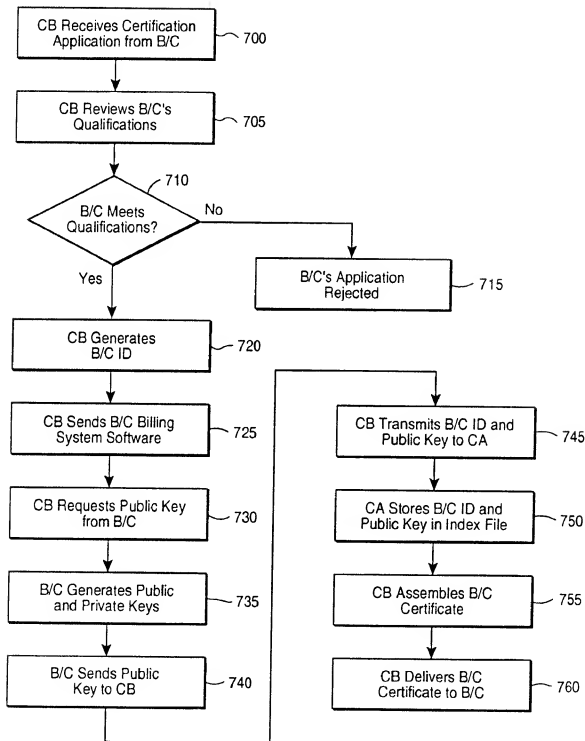 CB Receives Certification
Application from B/C
700
CB Reviews B/C's
Qualifications
705
710
B/C Meets
Qualifications?
No
Yes
B/C's Application
Rejected
715
CB Generates
B/C ID
720
CB Sends B/C Billing
System Software
725
CB Requests Public Key
from B/C
730
B/C Generates Public
and Private Keys
735
B/C Sends Public
Key to CB
740
CB Transmits B/C ID and
Public Key to CA
745
CA Stores B/C ID and
Public Key in Index File
750
CB Assembles B/C
Certificate
755
CB Delivers B/C
Certificate to B/C
760